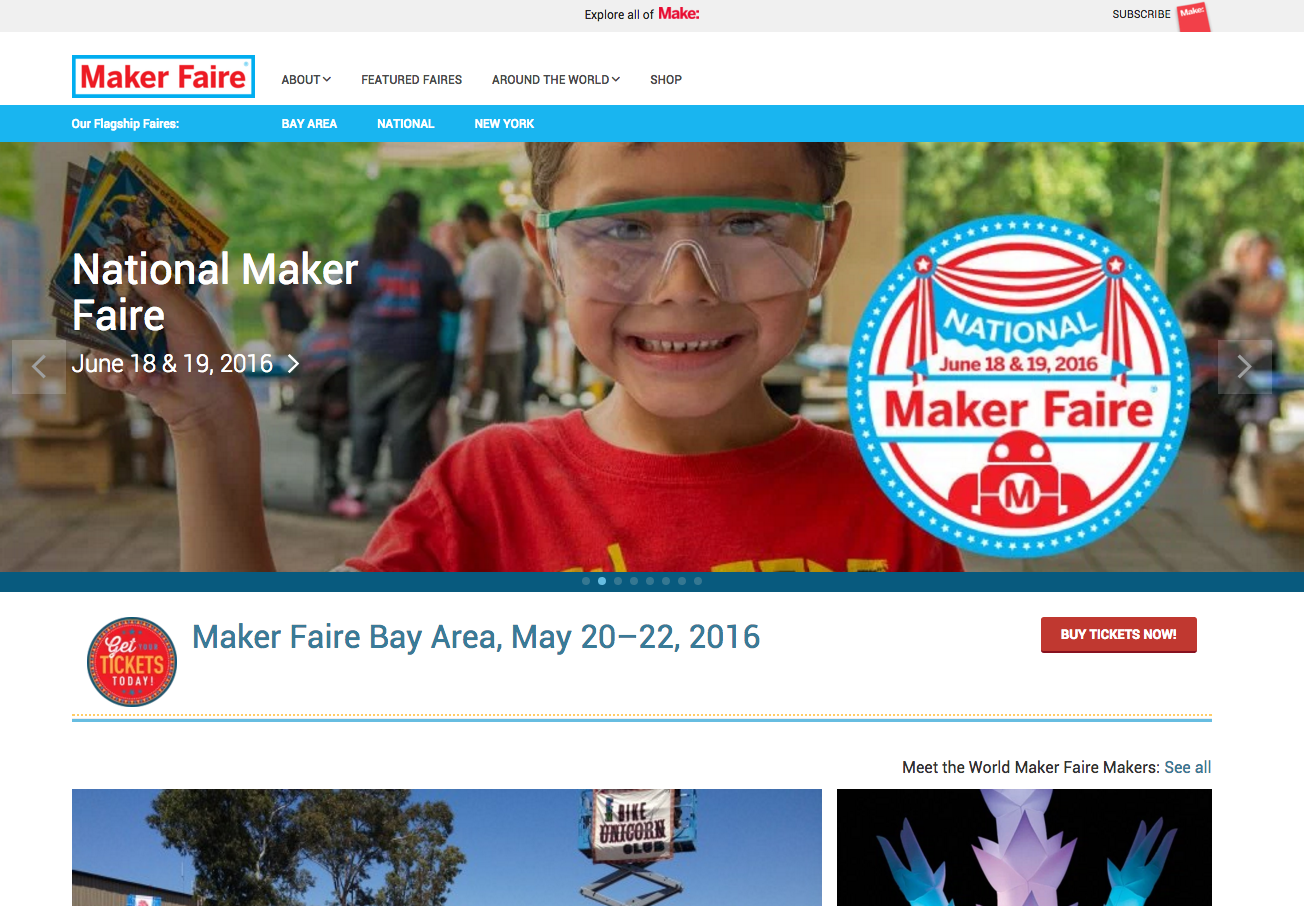 Explore all of Make:
SUBSCRIBE
Make:
Maker Faire®
ABOUT
FEATURED FAIRES
AROUND THE WORLD
SHOP
Our Flagship Faires:
BAY AREA
NATIONAL
NEW YORK
National Maker
Faire
June 18 & 19, 2016
NATIONAL
June 18 & 19, 2016
Maker Faire®
M
Get YOUR
TICKETS
TODAY!
Maker Faire Bay Area, May 20–22, 2016
BUY TICKETS NOW!
Meet the World Maker Faire Makers: See all
BIKE
UNICORN
CLUB